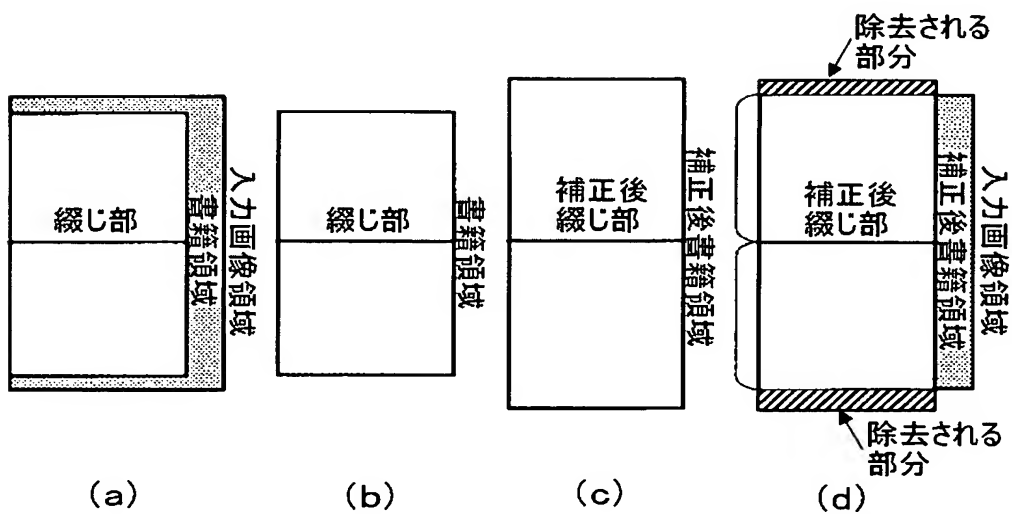 綴じ部
書籍領域
入力画像領域
(a)
綴じ部
書籍領域
(b)
補正後
綴じ部
補正後書籍領域
(c)
除去される
部分
補正後
綴じ部
補正後書籍領域
入力画像領域
除去される
部分
(d)